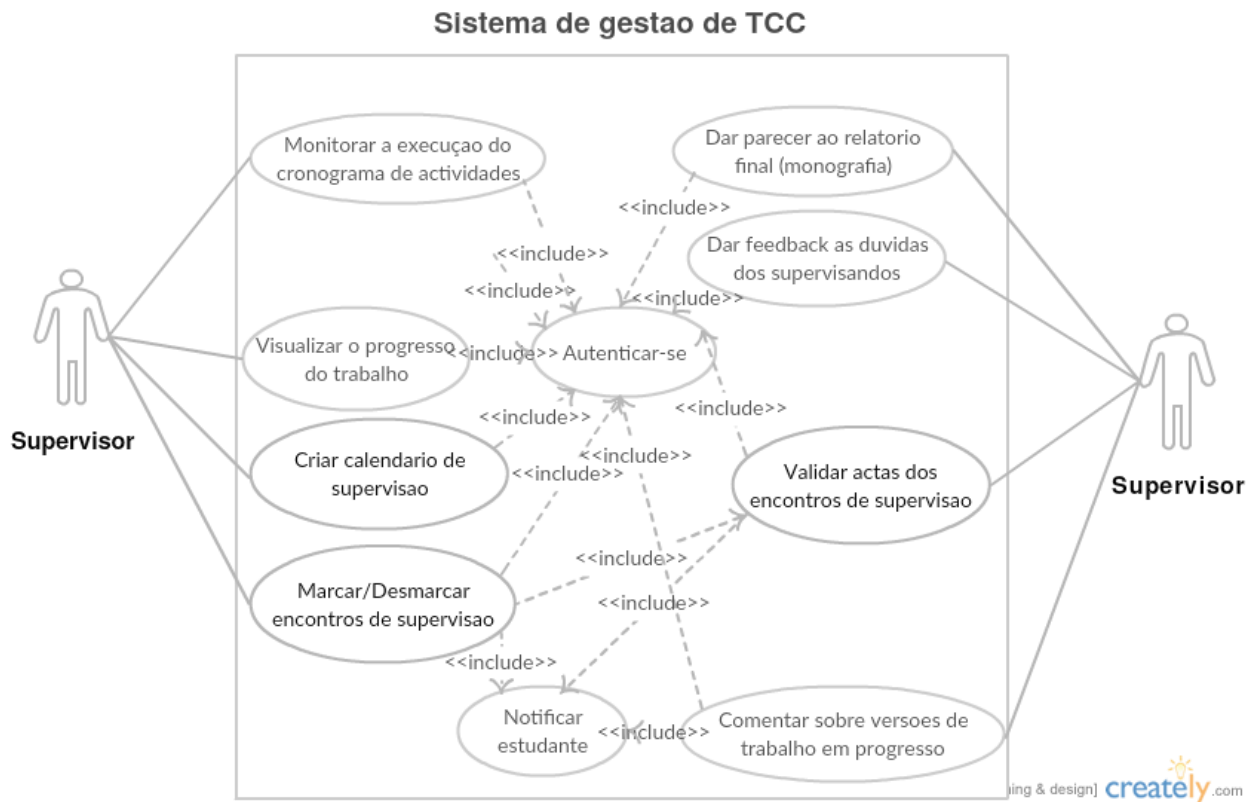 Sistema de gestao de TCC
Monitorar a execuçao do
cronograma de actividades
Dar parecer ao relatorio
final (monografia)
<<include>>
Dar feedback as duvidas
dos supervisandos
<<include>>
<<include>>
<<include>>
Visualizar o progresso
do trabalho
<<include>>
Autenticar-se
<<include>>
<<include>>
Supervisor
Criar calendario de
supervisao
<<include>>
<<include>>
Validar actas dos
encontros de supervisao
Supervisor
<<include>>
Marcar/Desmarcar
encontros de supervisao
<<include>>
<<include>>
Notificar
estudante
<<include>>
Comentar sobre versoes de
trabalho em progresso
& design]
creately.com